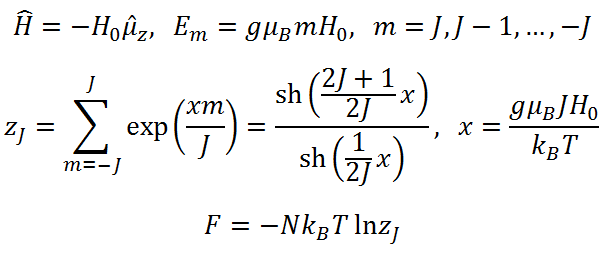 Ĥ = −H₀μ̂_z, E_m = gμ_B mH₀, m = J, J − 1, … , −J
z_J = ∑_{m=−J}^{J} exp(xm/J) = sh((2J + 1)/(2J) x) / sh(1/(2J) x), x = gμ_B JH₀/(k_B T)
F = −Nk_B T lnz_J